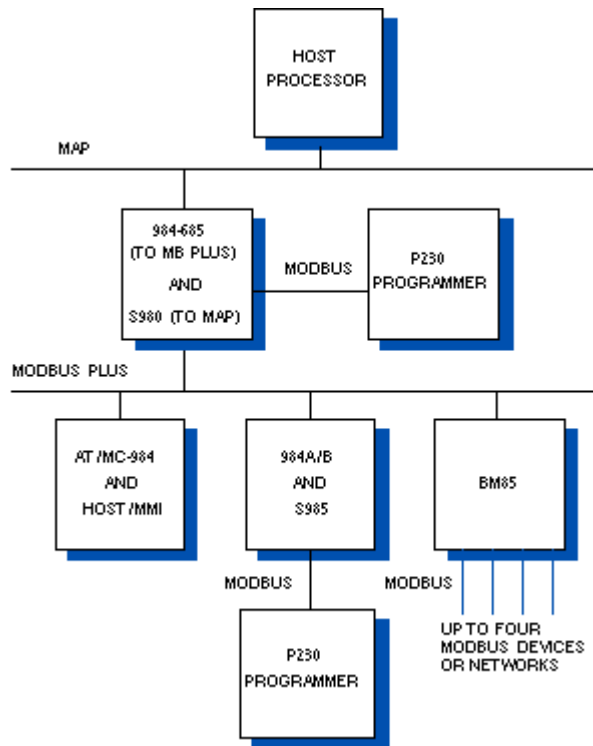 HOST
PROCESSOR
MAP
984-685
(TO MB PLUS)
AND
S980 (TO MAP)
MODBUS
P230
PROGRAMMER
MODBUS PLUS
AT/MC-984
AND
HOST/MMI
984A/B
AND
S985
BM85
MODBUS
MODBUS
P230
PROGRAMMER
UP TO FOUR
MODBUS DEVICES
OR NETWORKS